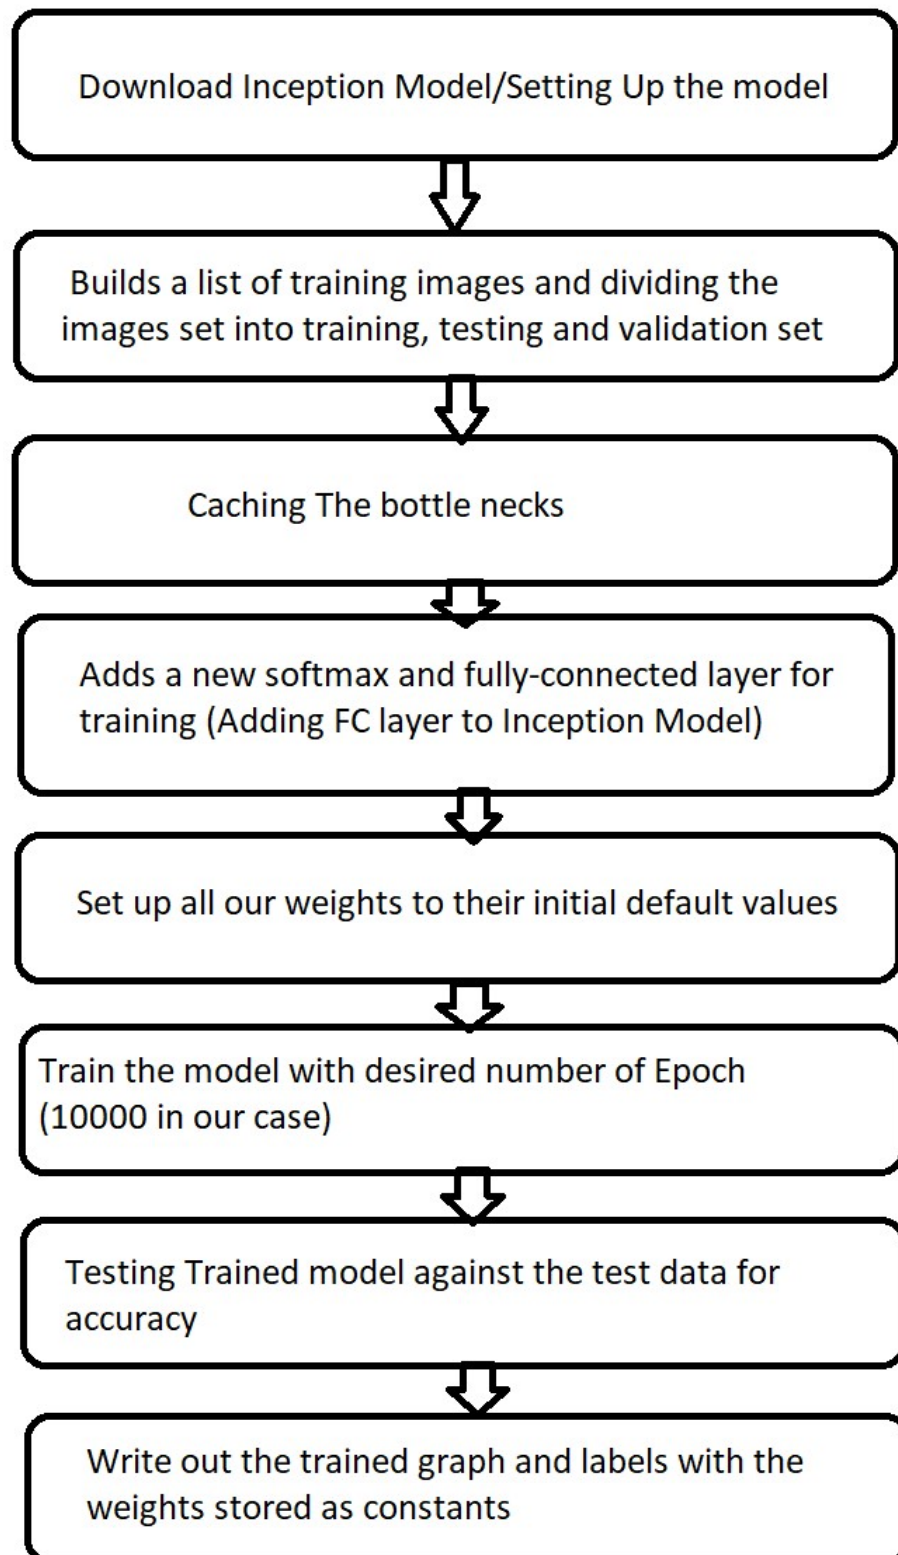 Download Inception Model/Setting Up the model
Builds a list of training images and dividing the
images set into training, testing and validation set
Caching The bottle necks
Adds a new softmax and fully-connected layer for
training (Adding FC layer to Inception Model)
Set up all our weights to their initial default values
Train the model with desired number of Epoch
(10000 in our case)
Testing Trained model against the test data for
accuracy
Write out the trained graph and labels with the
weights stored as constants